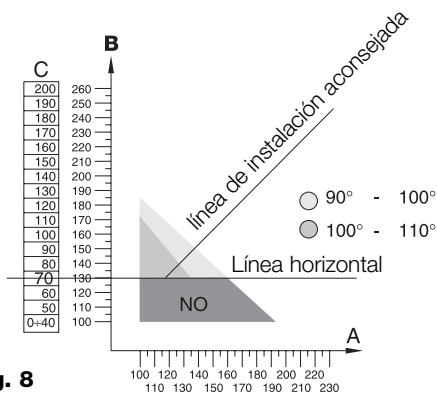 B
C
200 260
190 250
180 240
170 230
160 220
150 210
140 200
130 190
120 180
110 170
100 160
90 150
80 140
70 130
60 120
50 110
0÷40 100
línea de instalación aconsejada
90° - 100°
100° - 110°
Línea horizontal
NO
A
100 120 140 160 180 200 220
110 130 150 170 190 210 230
g. 8